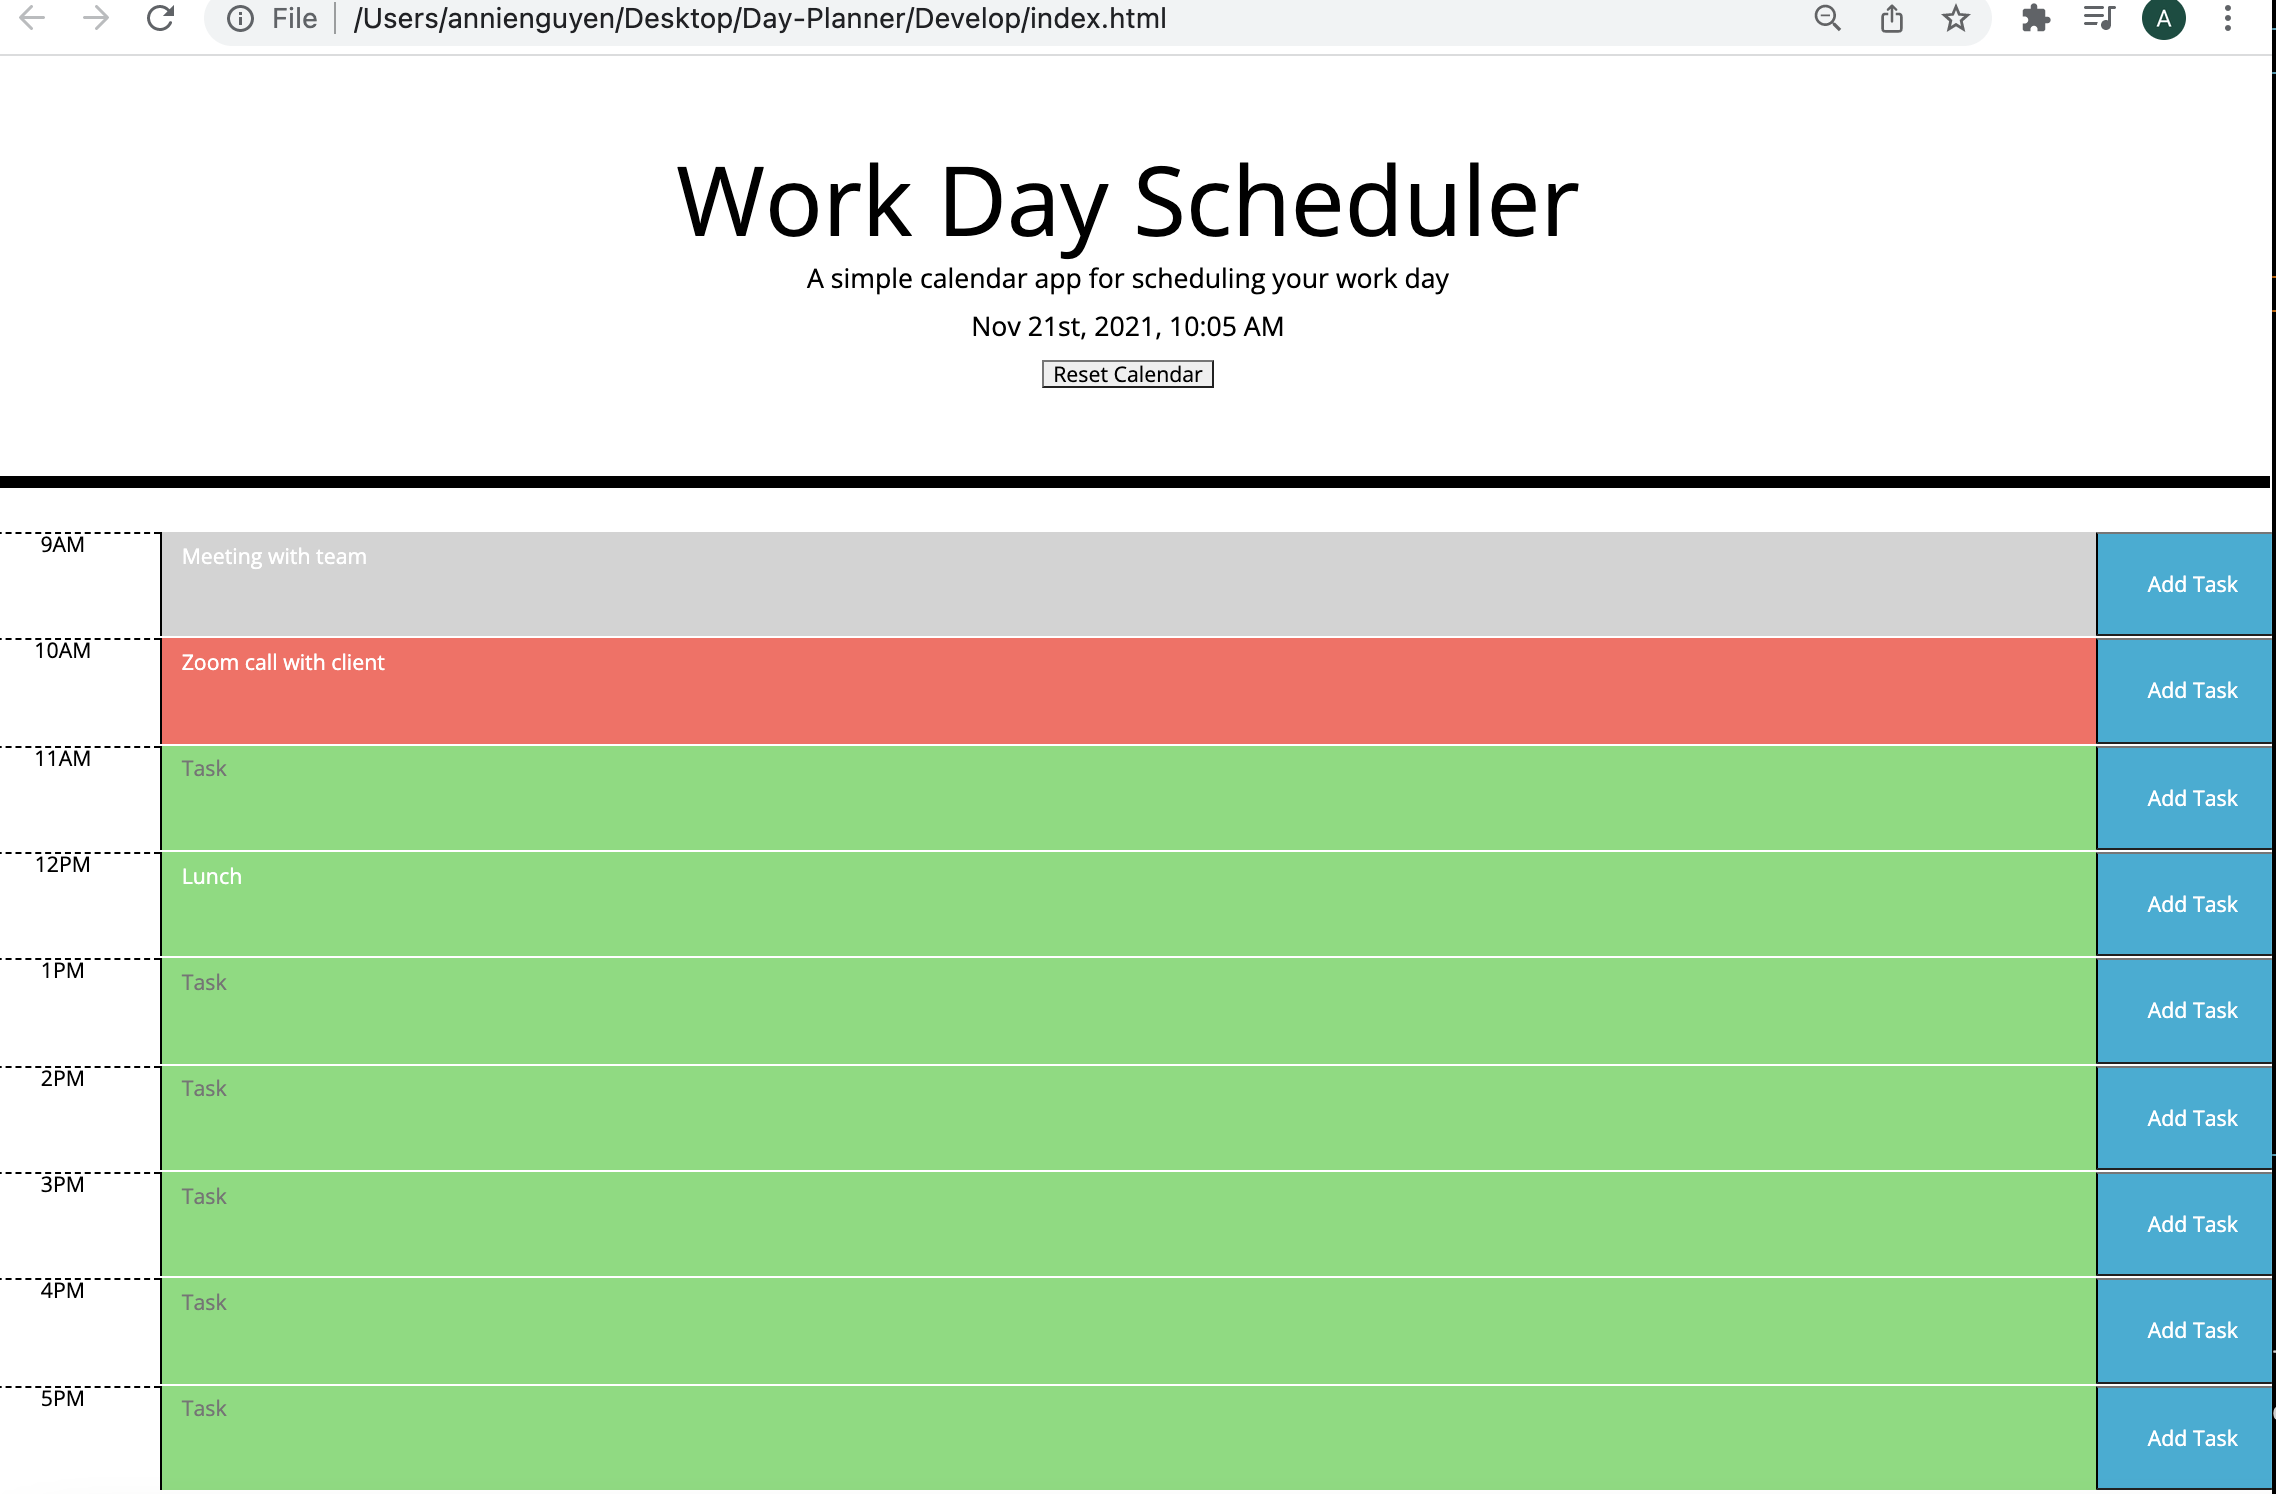 File /Users/annienguyen/Desktop/Day-Planner/Develop/index.html A
Work Day Scheduler
A simple calendar app for scheduling your work day
Nov 21st, 2021, 10:05 AM
Reset Calendar
9AM Meeting with team Add Task
10AM Zoom call with client Add Task
11AM Task Add Task
12PM Lunch Add Task
1PM Task Add Task
2PM Task Add Task
3PM Task Add Task
4PM Task Add Task
5PM Task Add Task